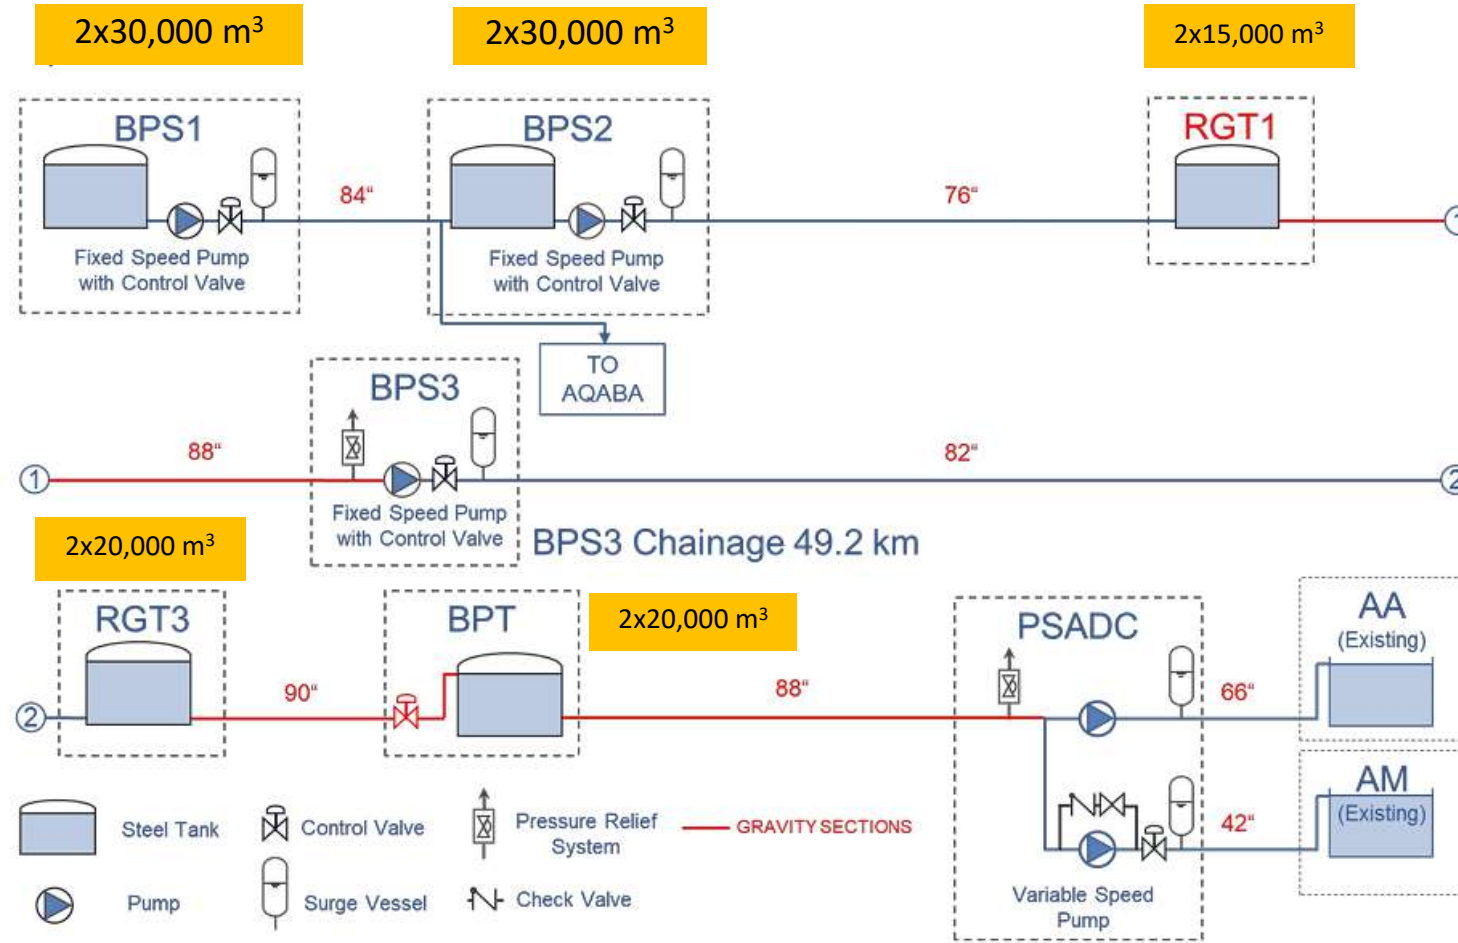 2x30,000 m³
2x30,000 m³
2x15,000 m³
BPS1
BPS2
RGT1
84“
76“
1
Fixed Speed Pump
with Control Valve
Fixed Speed Pump
with Control Valve
TO
AQABA
BPS3
88“
82“
1
2
Fixed Speed Pump
with Control Valve
BPS3 Chainage 49.2 km
2x20,000 m³
RGT3
BPT
2x20,000 m³
PSADC
AA
(Existing)
90“
88“
66“
2
AM
(Existing)
42“
Steel Tank
Control Valve
Pressure Relief
System
GRAVITY SECTIONS
Pump
Surge Vessel
Check Valve
Variable Speed
Pump